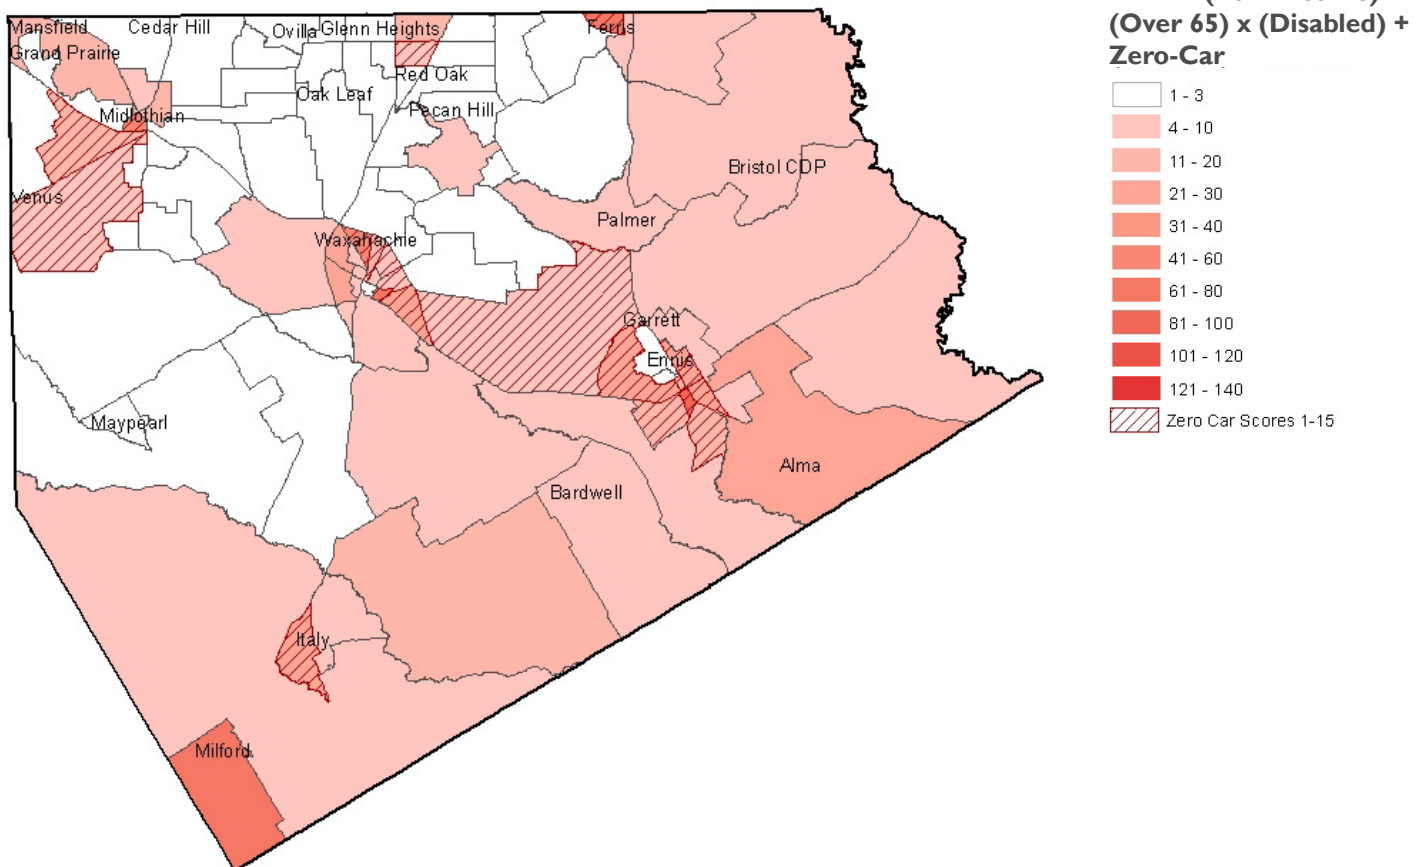 (Over 65) x (Disabled) +
Zero-Car
1 - 3
4 - 10
11 - 20
21 - 30
31 - 40
41 - 60
61 - 80
81 - 100
101 - 120
121 - 140
Zero Car Scores 1-15
Mansfield
Cedar Hill
Ovilla
Glenn Heights
Ferris
Grand Prairie
Red Oak
Oak Leaf
Pecan Hill
Midlothian
Bristol CDP
Venus
Palmer
Waxahachie
Garrett
Ennis
Maypearl
Alma
Bardwell
Italy
Milford